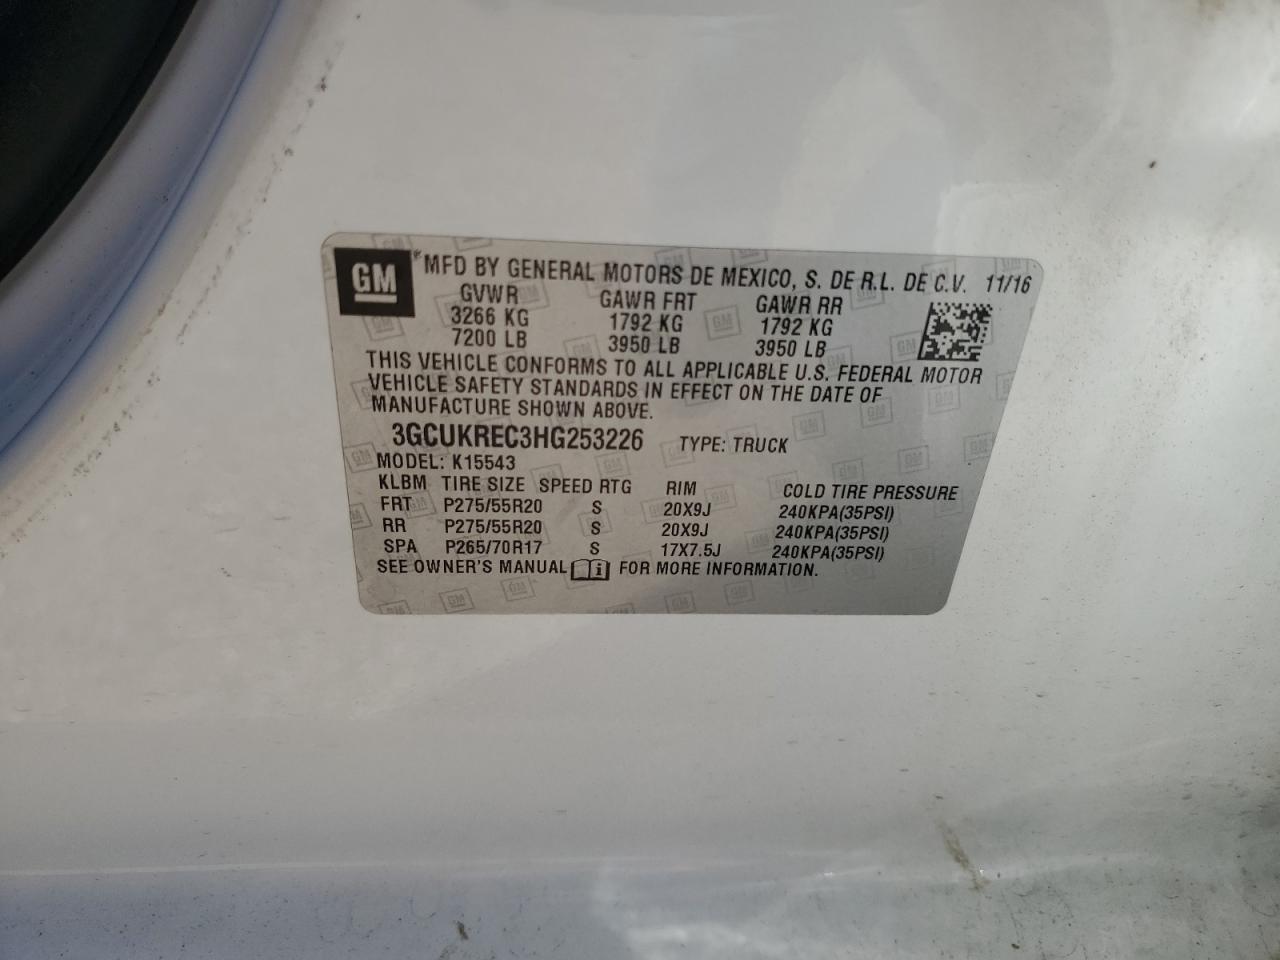 GM MFD BY GENERAL MOTORS DE MEXICO, S. DE R.L. DE C.V. 11/16
GVWR GAWR FRT GAWR RR
3266 KG 1792 KG 1792 KG
7200 LB 3950 LB 3950 LB
THIS VEHICLE CONFORMS TO ALL APPLICABLE U.S. FEDERAL MOTOR
VEHICLE SAFETY STANDARDS IN EFFECT ON THE DATE OF
MANUFACTURE SHOWN ABOVE.
3GCUKREC3HG253226 TYPE: TRUCK
MODEL: K15543
KLBM TIRE SIZE SPEED RTG RIM COLD TIRE PRESSURE
FRT P275/55R20 S 20X9J 240KPA(35PSI)
RR P275/55R20 S 20X9J 240KPA(35PSI)
SPA P265/70R17 S 17X7.5J 240KPA(35PSI)
SEE OWNER'S MANUAL FOR MORE INFORMATION.